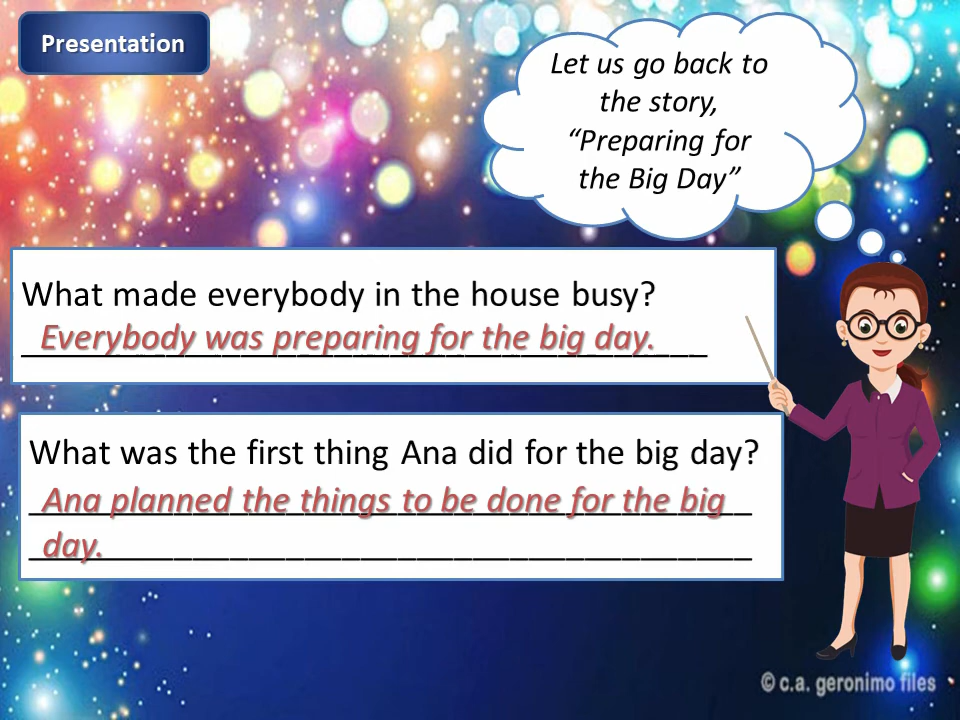 Presentation
Let us go back to
the story,
“Preparing for
the Big Day”
What made everybody in the house busy?
Everybody was preparing for the big day.
What was the first thing Ana did for the big day?
Ana planned the things to be done for the big
day.
© c.a. geronimo files